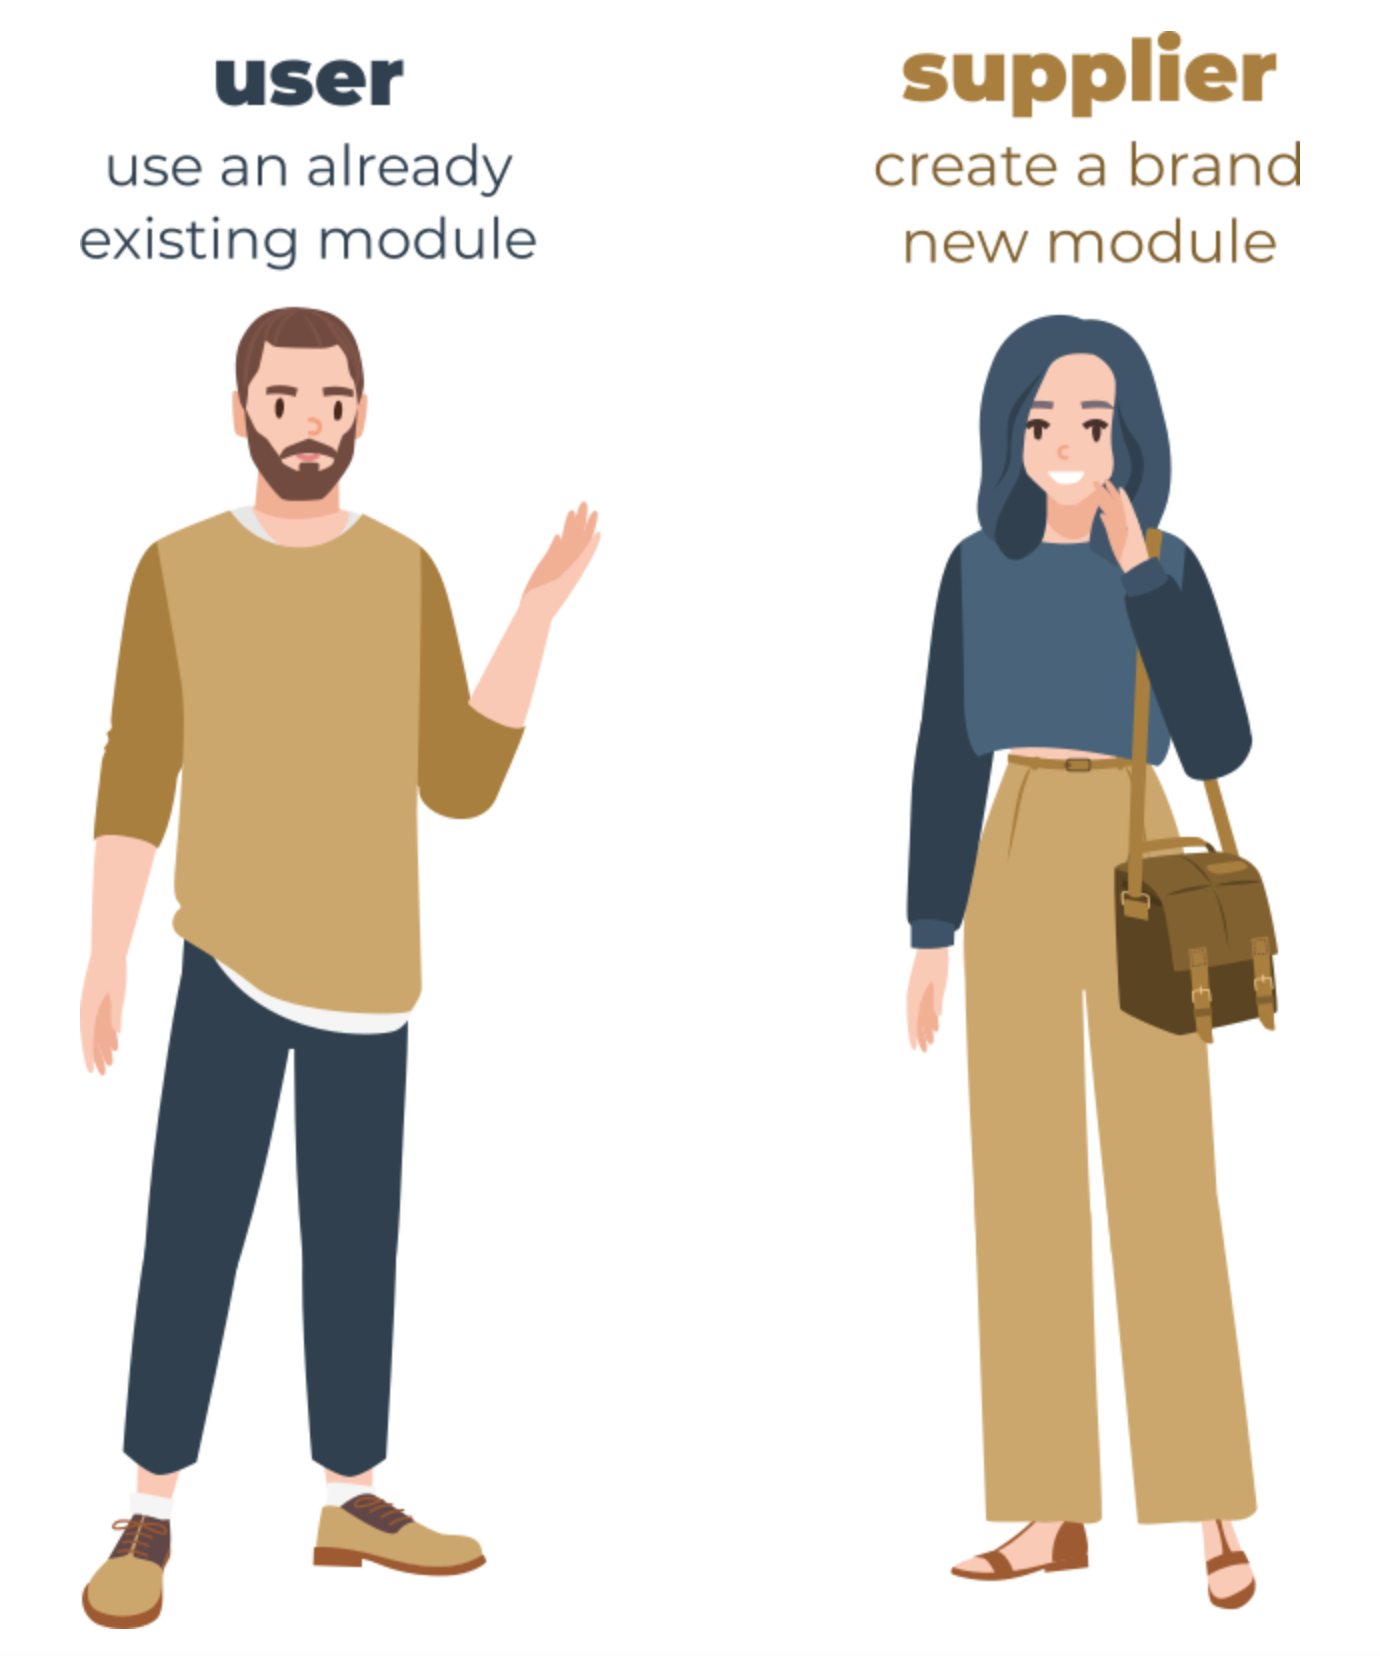 user
use an already
existing module
supplier
create a brand
new module